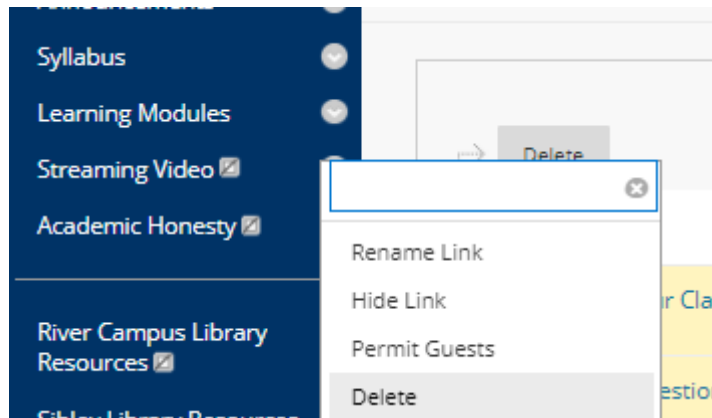 Syllabus
Learning Modules
Streaming Video
Academic Honesty
River Campus Library
Resources
Delete
Rename Link
Hide Link
Permit Guests
Delete